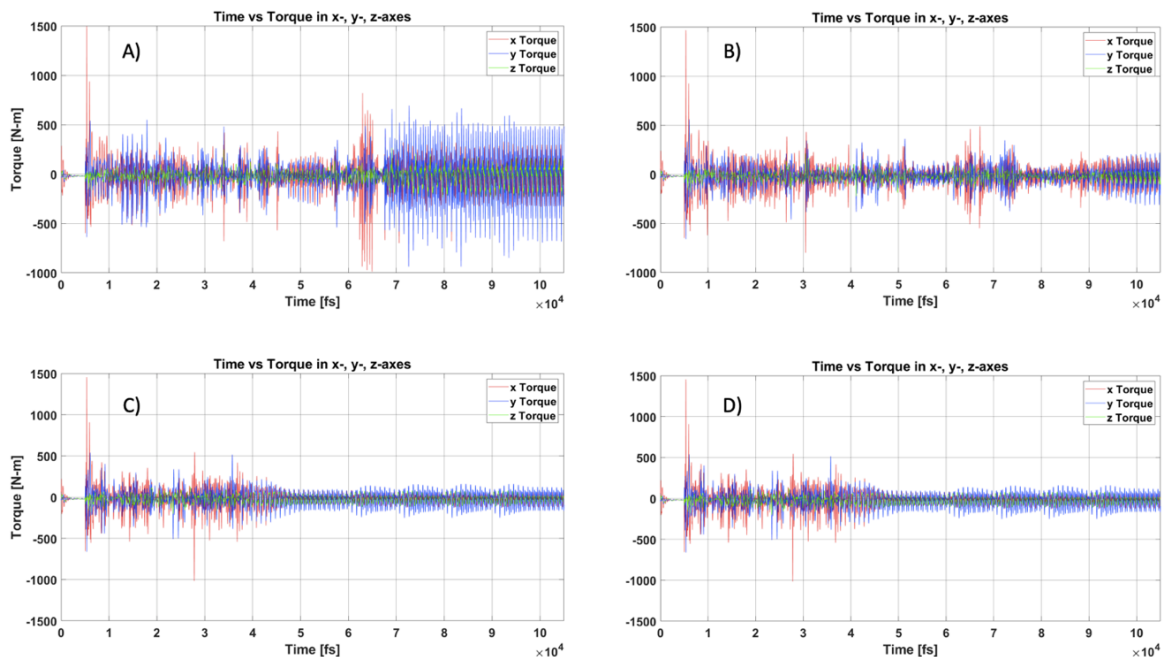 Time vs Torque in x-, y-, z-axes
A)
x Torque
y Torque
z Torque
1500
1000
500
0
-500
-1000
Torque [N-m]
0 1 2 3 4 5 6 7 8 9 10
Time [fs]
×10^4
Time vs Torque in x-, y-, z-axes
B)
x Torque
y Torque
z Torque
1500
1000
500
0
-500
-1000
0 1 2 3 4 5 6 7 8 9 10
Time [fs]
×10^4
Time vs Torque in x-, y-, z-axes
C)
x Torque
y Torque
z Torque
1500
1000
500
0
-500
-1000
-1500
Torque [N-m]
0 1 2 3 4 5 6 7 8 9 10
Time [fs]
×10^4
Time vs Torque in x-, y-, z-axes
D)
x Torque
y Torque
z Torque
1500
1000
500
0
-500
-1000
-1500
0 1 2 3 4 5 6 7 8 9 10
Time [fs]
×10^4